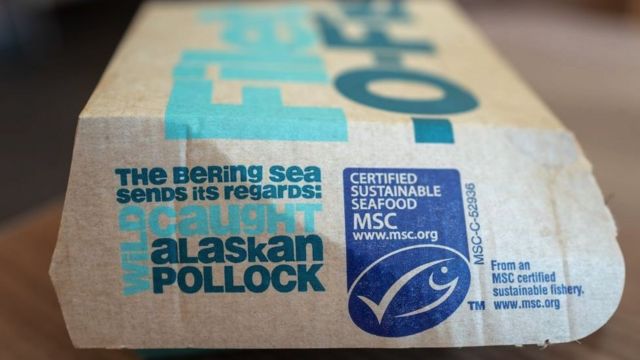 Filet
-O-F
THE BERing sea
sends its regards:
WiLD
caugHT
aLaskan
POLLOCK
CERTIFIED
SUSTAINABLE
SEAFOOD
MSC
www.msc.org
TM
MSC-C-52936
From an
MSC certified
sustainable fishery.
www.msc.org